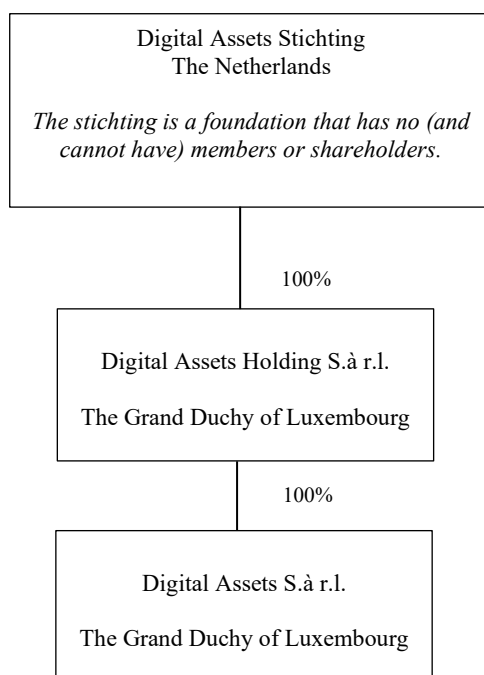 Digital Assets Stichting
The Netherlands
The stichting is a foundation that has no (and
cannot have) members or shareholders.
100%
Digital Assets Holding S.à r.l.
The Grand Duchy of Luxembourg
100%
Digital Assets S.à r.l.
The Grand Duchy of Luxembourg